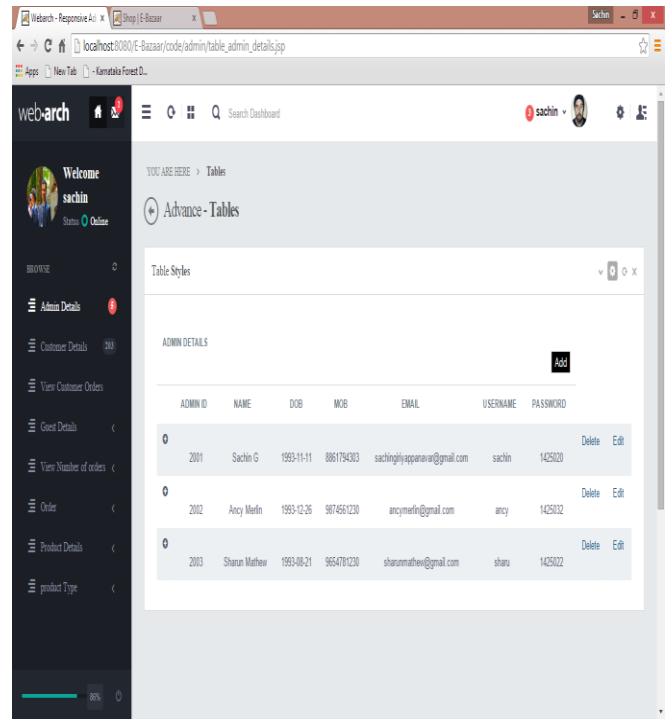 Webarch - Responsive Ad Shop | E-Bazaar Sachin
localhost:8080/E-Bazaar/code/admin/table_admin_details.jsp
Apps New Tab - Karnataka Forest D...
web-arch
Search Dashboard
3 sachin
Welcome
sachin
Status Online
YOU ARE HERE > Tables
Advance - Tables
BROWSE
Admin Details
Customer Details 203
View Customer Orders
Guest Details
View Number of orders
Order
Product Details
product Type
86%
Table Styles
ADMIN DETAILS
Add
ADMIN ID NAME DOB MOB EMAIL USERNAME PASSWORD
2001 Sachin G 1993-11-11 8861794303 sachingiriyappanavar@gmail.com sachin 1425020 Delete Edit
2002 Ancy Merlin 1993-12-26 9874561230 ancymerlin@gmail.com ancy 1425032 Delete Edit
2003 Sharun Mathew 1993-08-21 9654781230 sharunmathew@gmail.com sharu 1425022 Delete Edit